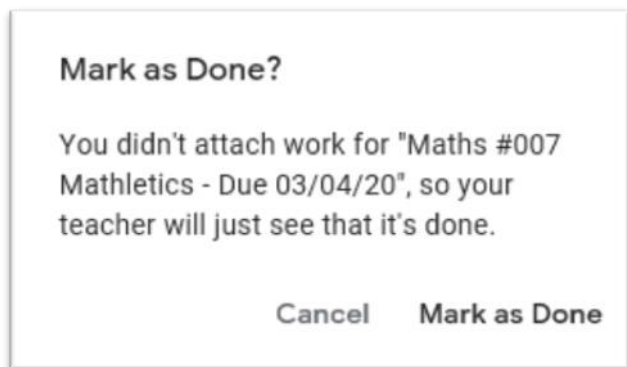 Mark as Done?
You didn't attach work for "Maths #007
Mathletics - Due 03/04/20", so your
teacher will just see that it's done.
Cancel Mark as Done